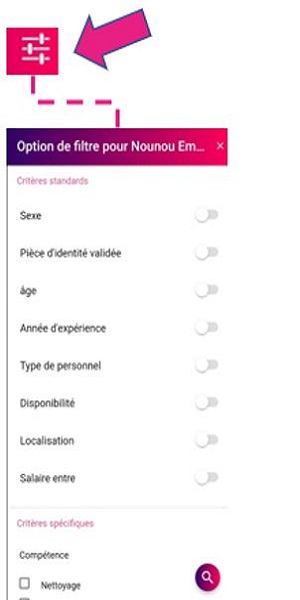 Option de filtre pour Nounou Em...
Critères standards
Sexe
Pièce d'identité validée
âge
Année d'expérience
Type de personnel
Disponibilité
Localisation
Salaire entre
Critères spécifiques
Compétence
Nettoyage